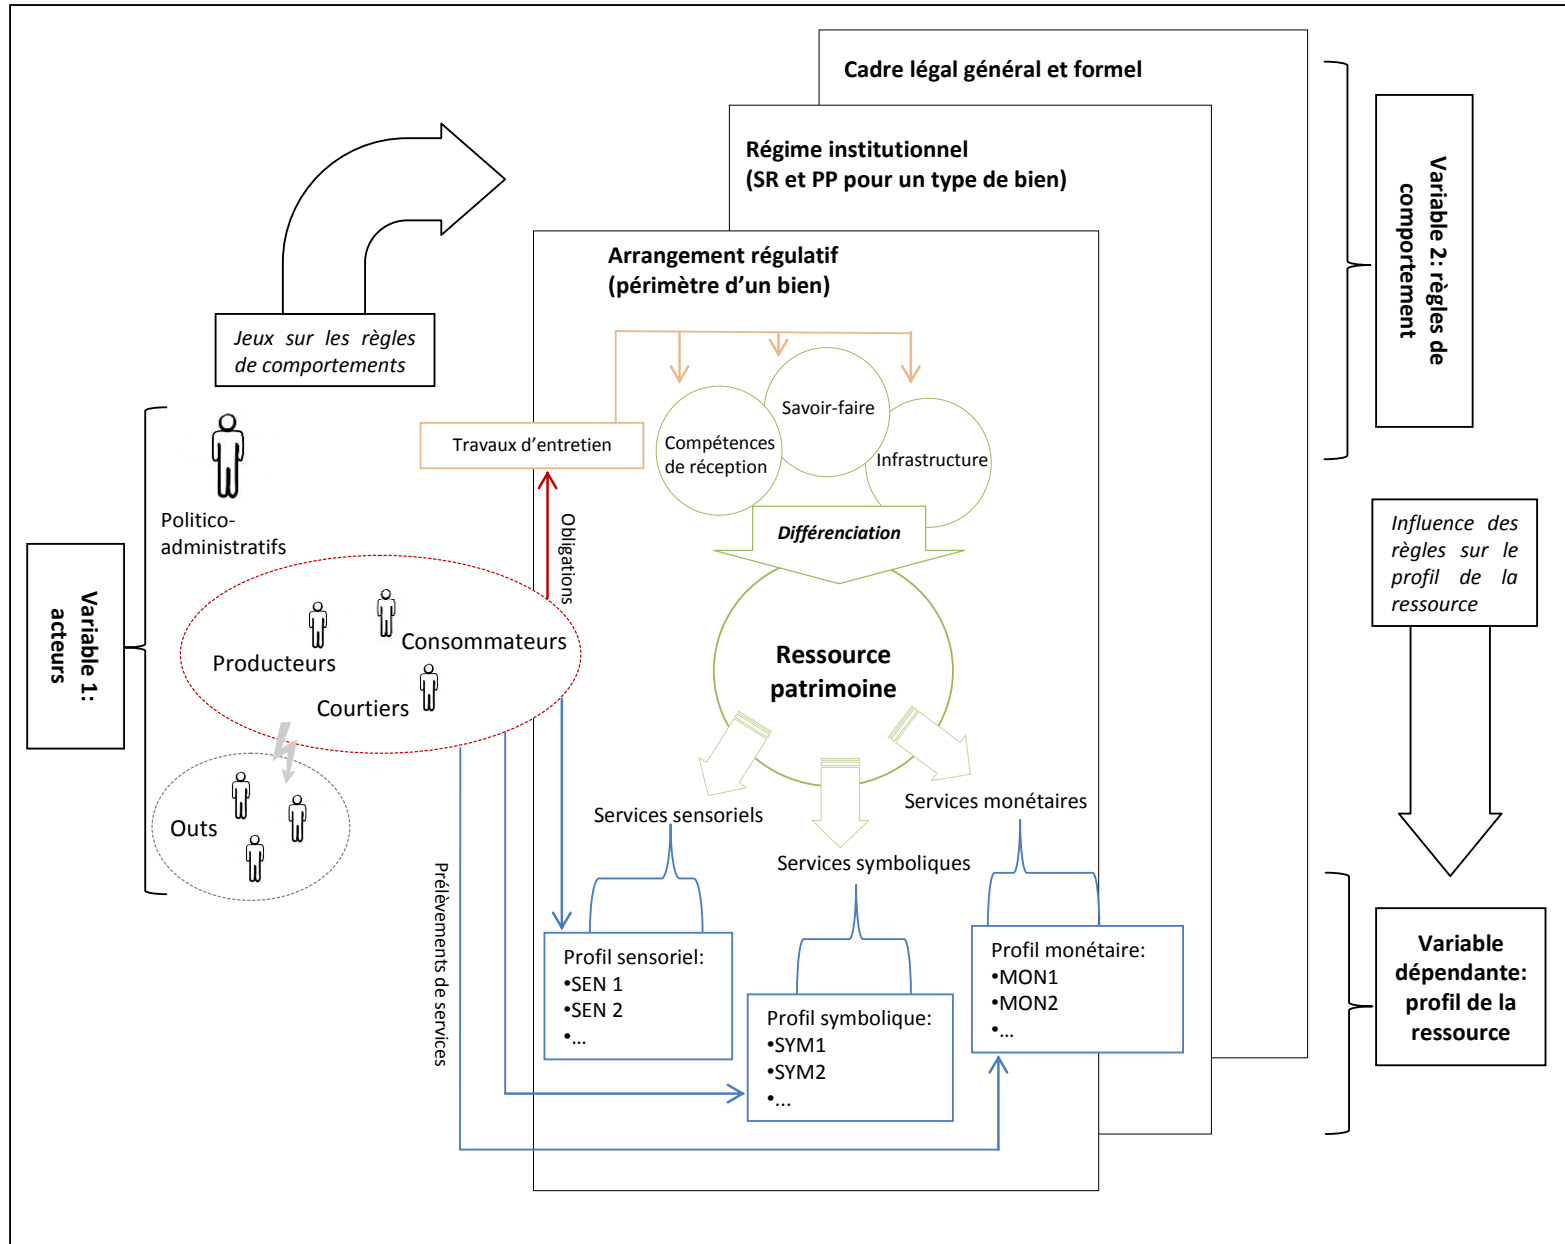 Cadre légal général et formel
Régime institutionnel
(SR et PP pour un type de bien)
Arrangement régulatif
(périmètre d’un bien)
Variable 2: règles de
comportement
Jeux sur les règles
de comportements
Travaux d’entretien
Compétences
de réception
Savoir-faire
Infrastructure
Différenciation
Obligations
Politico-
administratifs
Variable 1:
acteurs
Consommateurs
Producteurs
Courtiers
Outs
Ressource
patrimoine
Influence des
règles sur le
profil de la
ressource
Services sensoriels
Services symboliques
Services monétaires
Prélèvements de services
Profil sensoriel:
•SEN 1
•SEN 2
•...
Profil symbolique:
•SYM1
•SYM2
•...
Profil monétaire:
•MON1
•MON2
•...
Variable
dépendante:
profil de la
ressource